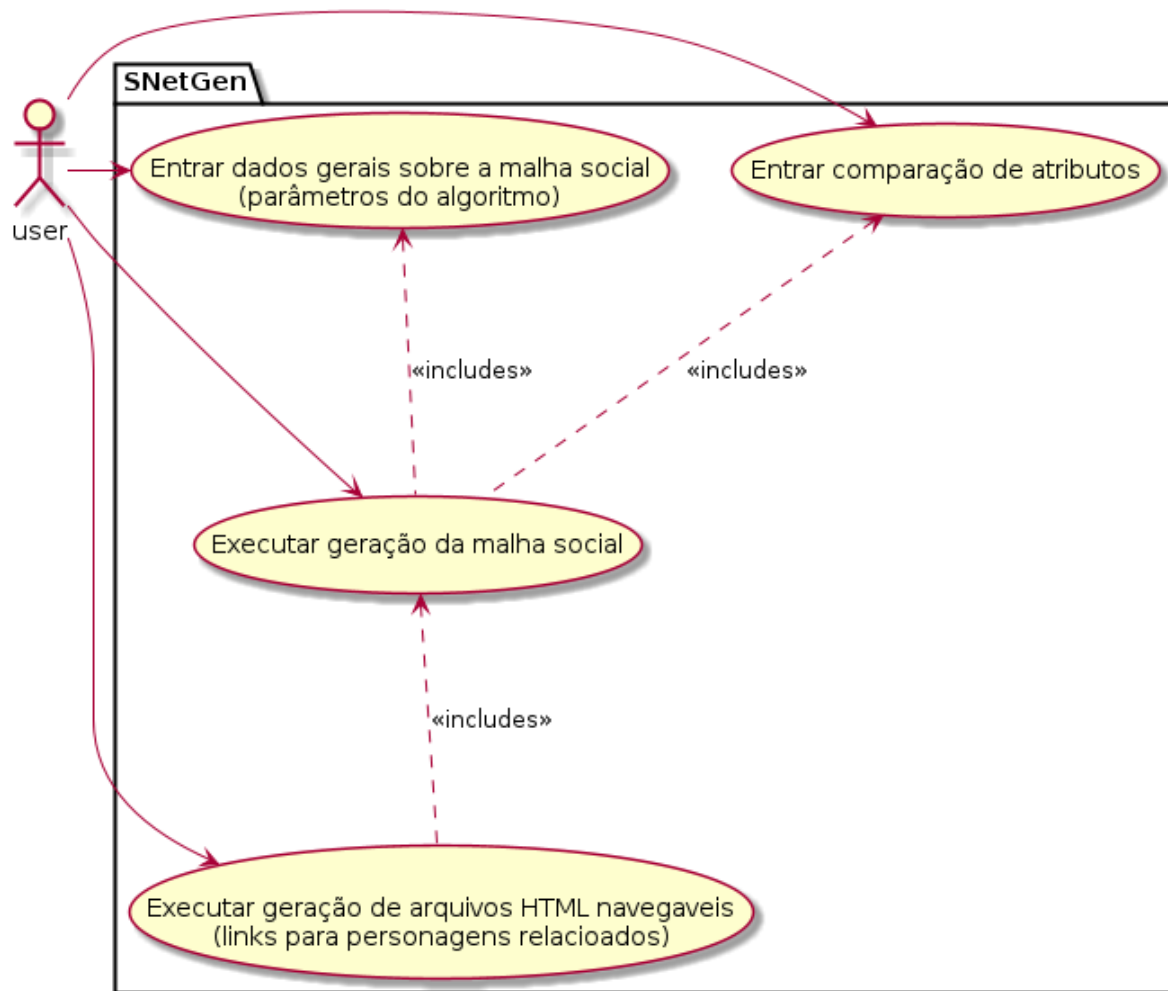 SNetGen
Entrar dados gerais sobre a malha social
(parâmetros do algoritmo)
Entrar comparação de atributos
user
«includes»
«includes»
Executar geração da malha social
«includes»
Executar geração de arquivos HTML navegaveis
(links para personagens relacioados)